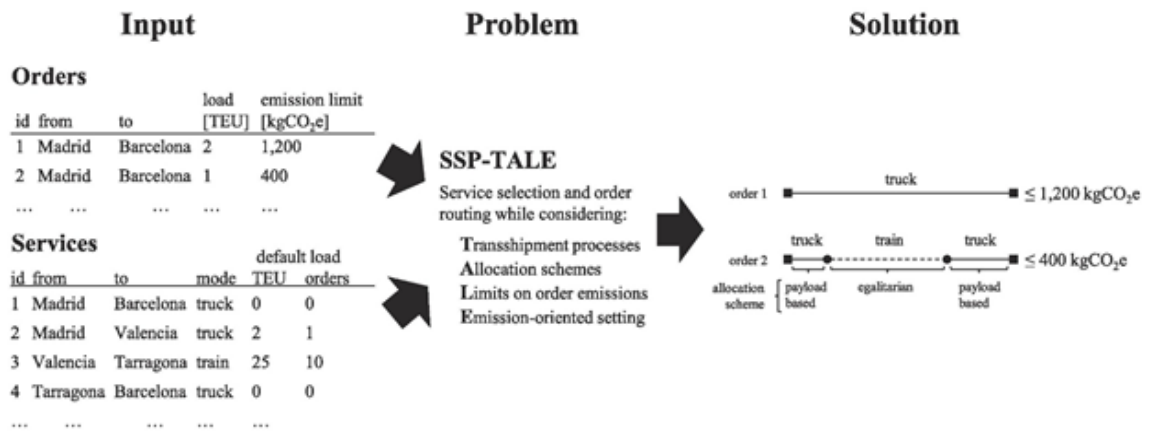 Input
Problem
Solution
Orders
load emission limit
id from to [TEU] [kgCO₂e]
1 Madrid Barcelona 2 1,200
2 Madrid Barcelona 1 400
... ... ... ... ...
Services
default load
id from to mode TEU orders
1 Madrid Barcelona truck 0 0
2 Madrid Valencia truck 2 1
3 Valencia Tarragona train 25 10
4 Tarragona Barcelona truck 0 0
... ... ... ... ...
SSP-TALE
Service selection and order
routing while considering:
Transshipment processes
Allocation schemes
Limits on order emissions
Emission-oriented setting
truck
order 1 ≤ 1,200 kgCO₂e
truck train truck
order 2 ≤ 400 kgCO₂e
allocation payload egalitarian payload
scheme based based